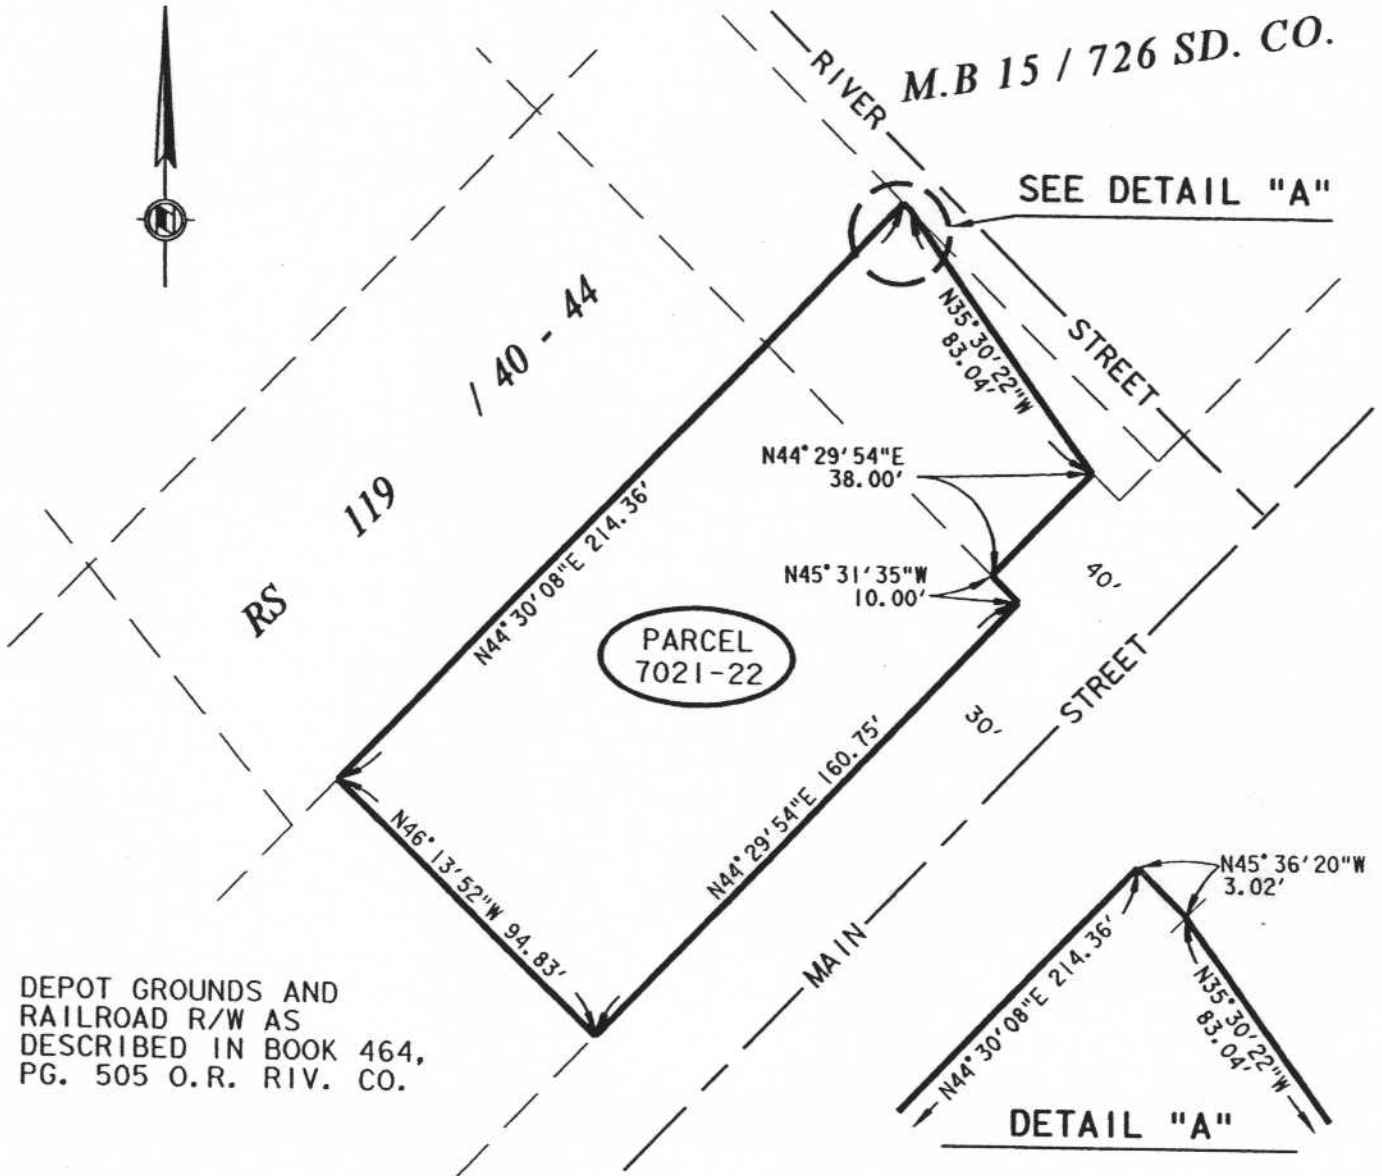 M.B 15 / 726 SD. CO.
RIVER
STREET
SEE DETAIL "A"
RS 119 / 40 - 44
N35°30'22"W
83.04'
N44°29'54"E
38.00'
N45°31'35"W
10.00'
40'
N44°30'08"E 214.36'
PARCEL
7021-22
30'
MAIN STREET
N44°29'54"E 160.75'
N46°13'52"W 94.83'
DEPOT GROUNDS AND
RAILROAD R/W AS
DESCRIBED IN BOOK 464,
PG. 505 O.R. RIV. CO.
N45°36'20"W
3.02'
N44°30'08"E 214.36'
N35°30'22"W
83.04'
DETAIL "A"